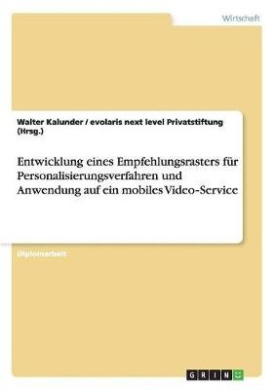 Wirtschaft
Walter Kalunder / evolaris next level Privatstiftung
(Hrsg.)
Entwicklung eines Empfehlungsrasters für
Personalisierungsverfahren und
Anwendung auf ein mobiles Video-Service
Diplomarbeit
GRIN